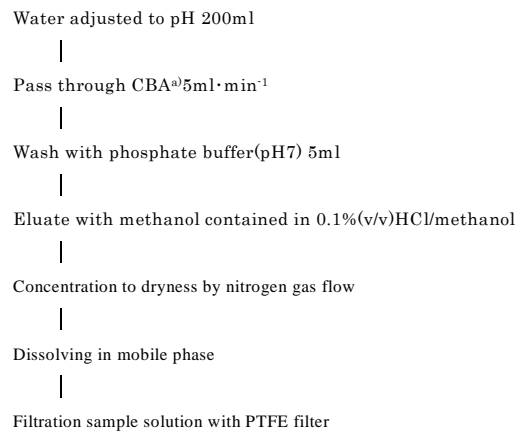 Water adjusted to pH 200ml
Pass through CBAᵃ⁾5ml･min⁻¹
Wash with phosphate buffer(pH7) 5ml
Eluate with methanol contained in 0.1%(v/v)HCl/methanol
Concentration to dryness by nitrogen gas flow
Dissolving in mobile phase
Filtration sample solution with PTFE filter